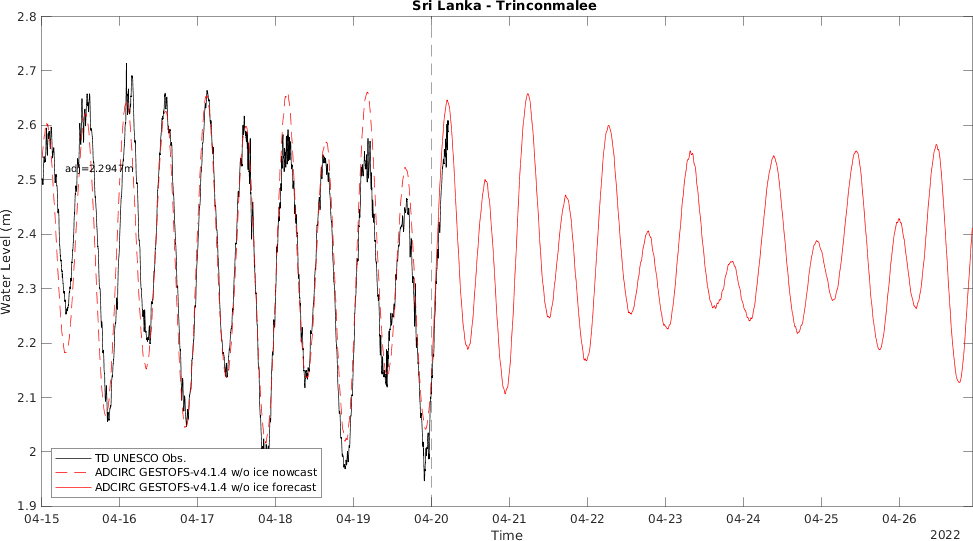 Sri Lanka - Trinconmalee
2.8
2.7
2.6
2.5
2.4
2.3
2.2
2.1
2
1.9
Water Level (m)
adj=2.2947m
TD UNESCO Obs.
ADCIRC GESTOFS-v4.1.4 w/o ice nowcast
ADCIRC GESTOFS-v4.1.4 w/o ice forecast
04-15 04-16 04-17 04-18 04-19 04-20 04-21 04-22 04-23 04-24 04-25 04-26
Time
2022